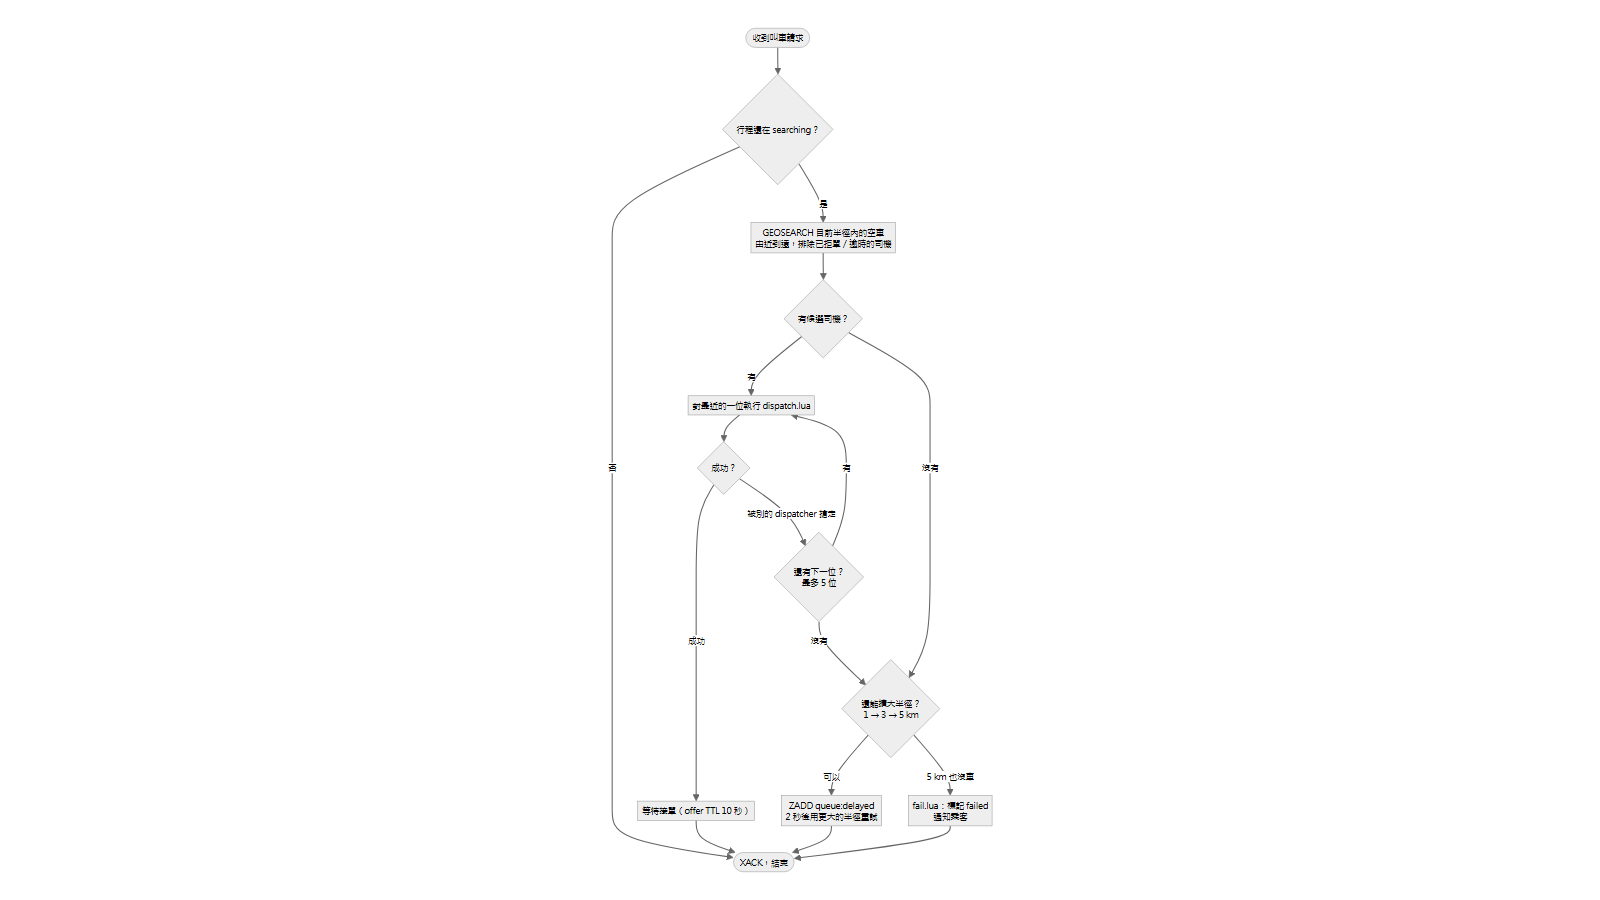 收到叫車請求
行程還在 searching？
是
GEOSEARCH 目前半徑內的空車
由近到遠，排除已拒單 / 逾時的司機
有候選司機？
有
對最近的一位執行 dispatch.lua
成功？
否
有
沒有
被別的 dispatcher 搶走
還有下一位？
最多 5 位
成功
沒有
還能擴大半徑？
1 → 3 → 5 km
可以
5 km 也沒車
等待接單（offer TTL 10 秒）
ZADD queue:delayed
2 秒後用更大的半徑重試
fail.lua：標記 failed
通知乘客
XACK，結束